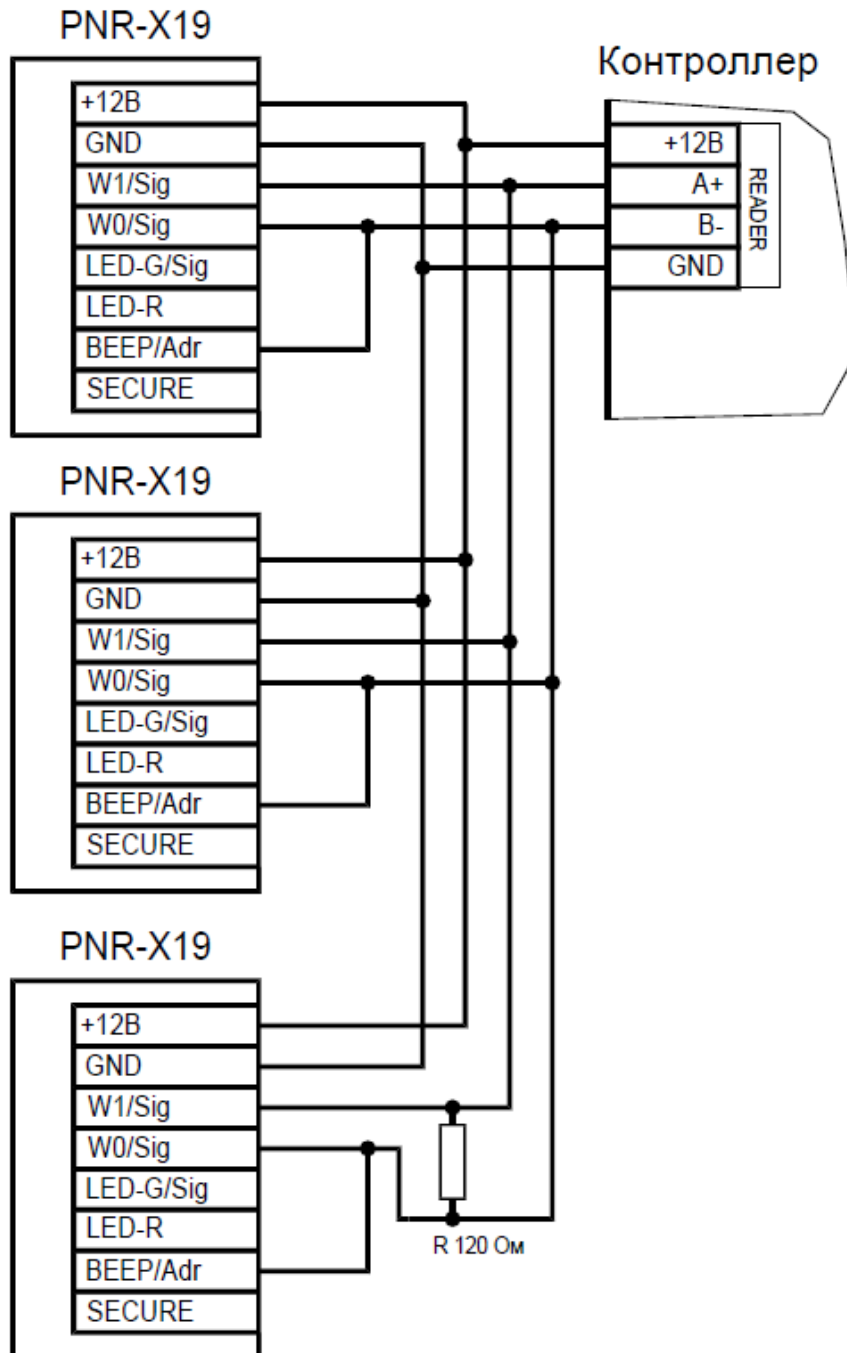 PNR-X19
+12В
GND
W1/Sig
W0/Sig
LED-G/Sig
LED-R
BEEP/Adr
SECURE
Контроллер
+12В
A+
B-
GND
READER
PNR-X19
+12В
GND
W1/Sig
W0/Sig
LED-G/Sig
LED-R
BEEP/Adr
SECURE
PNR-X19
+12В
GND
W1/Sig
W0/Sig
LED-G/Sig
LED-R
BEEP/Adr
SECURE
R 120 Ом